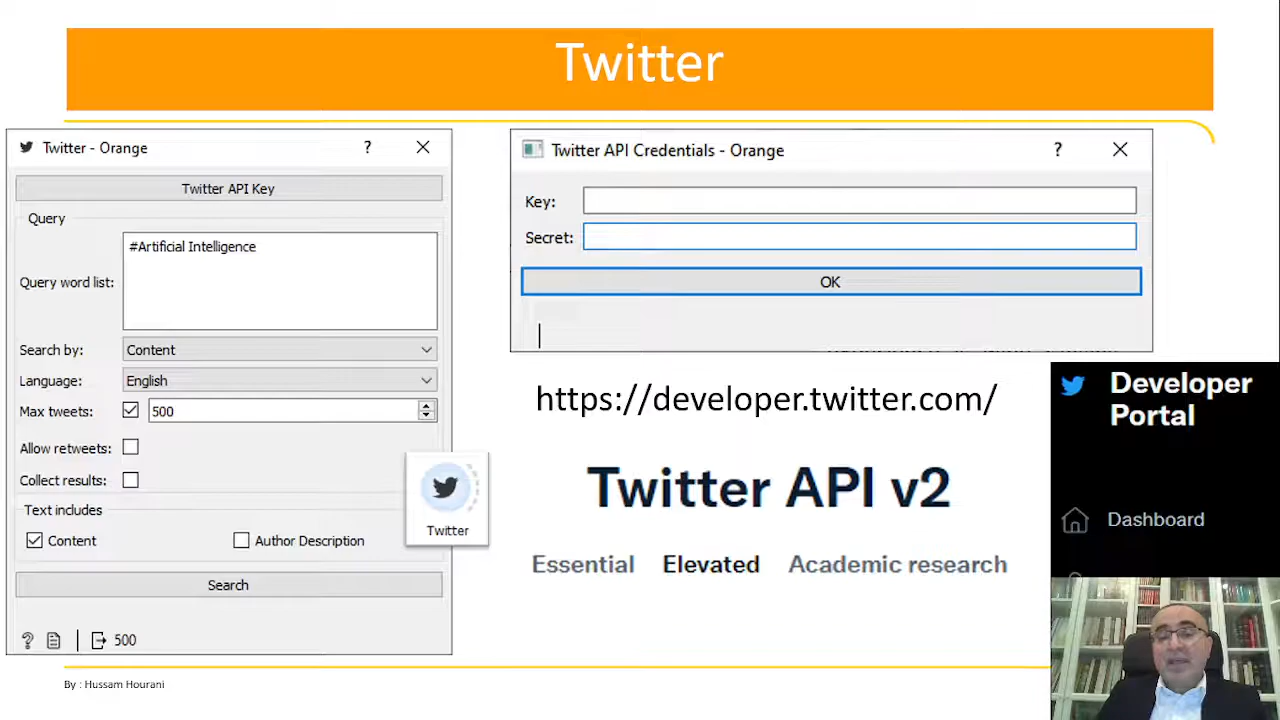 Twitter
Twitter - Orange
?
Twitter API Key
Query
Query word list:
#Artificial Intelligence
Search by:
Content
Language:
English
Max tweets:
500
Allow retweets:
Collect results:
Text includes
Content
Author Description
Search
?
500
Twitter
Twitter API Credentials - Orange
?
Key:
Secret:
OK
https://developer.twitter.com/
Twitter API v2
Essential Elevated Academic research
Developer
Portal
Dashboard
By : Hussam Hourani